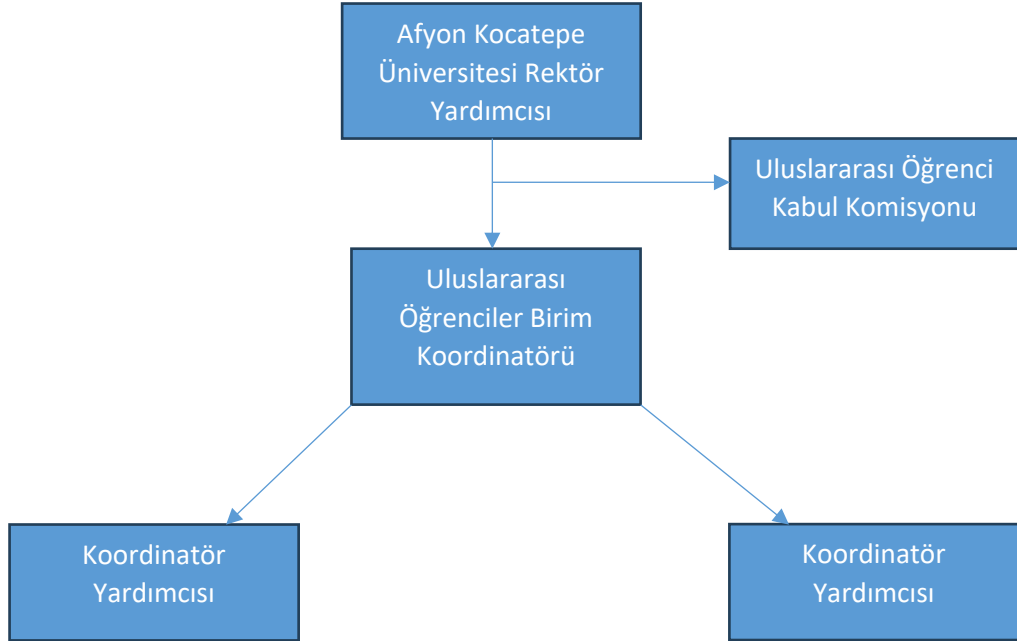 Afyon Kocatepe
Üniversitesi Rektör
Yardımcısı
Uluslararası Öğrenci
Kabul Komisyonu
Uluslararası
Öğrenciler Birim
Koordinatörü
Koordinatör
Yardımcısı
Koordinatör
Yardımcısı